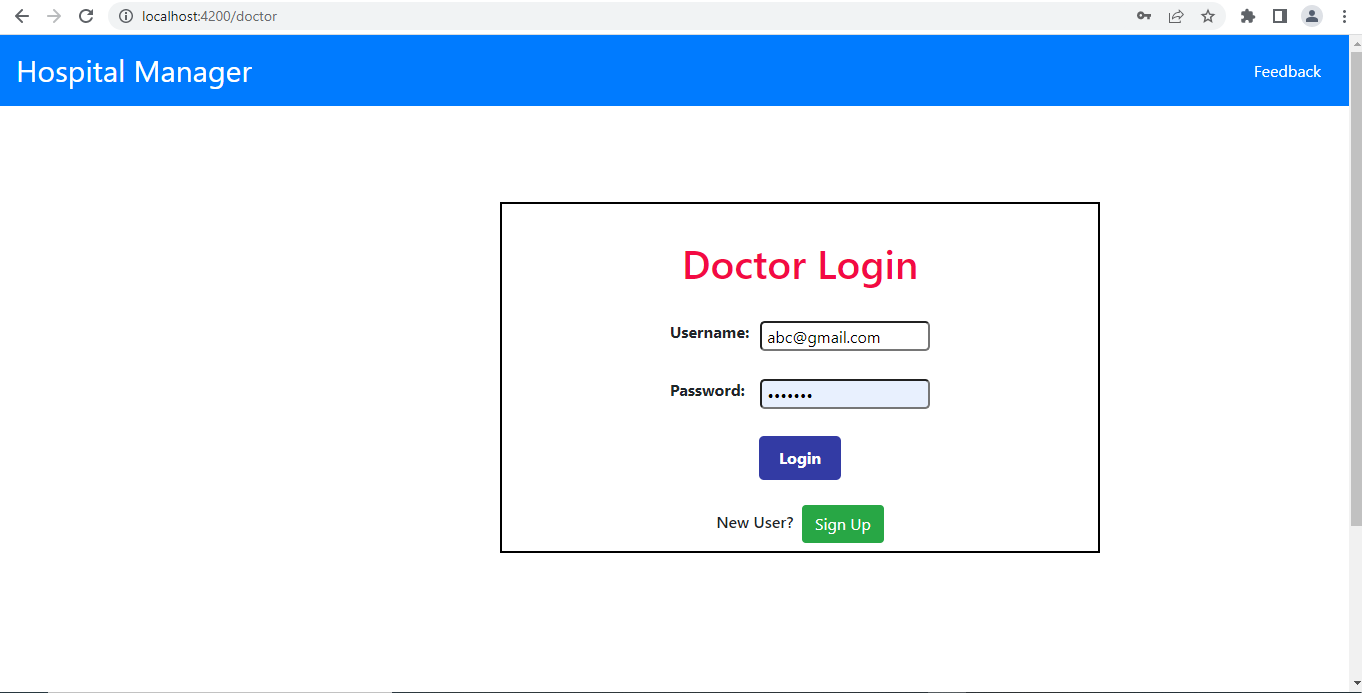 localhost:4200/doctor
Hospital Manager
Feedback
Doctor Login
Username: abc@gmail.com
Password: •••••••
Login
New User? Sign Up